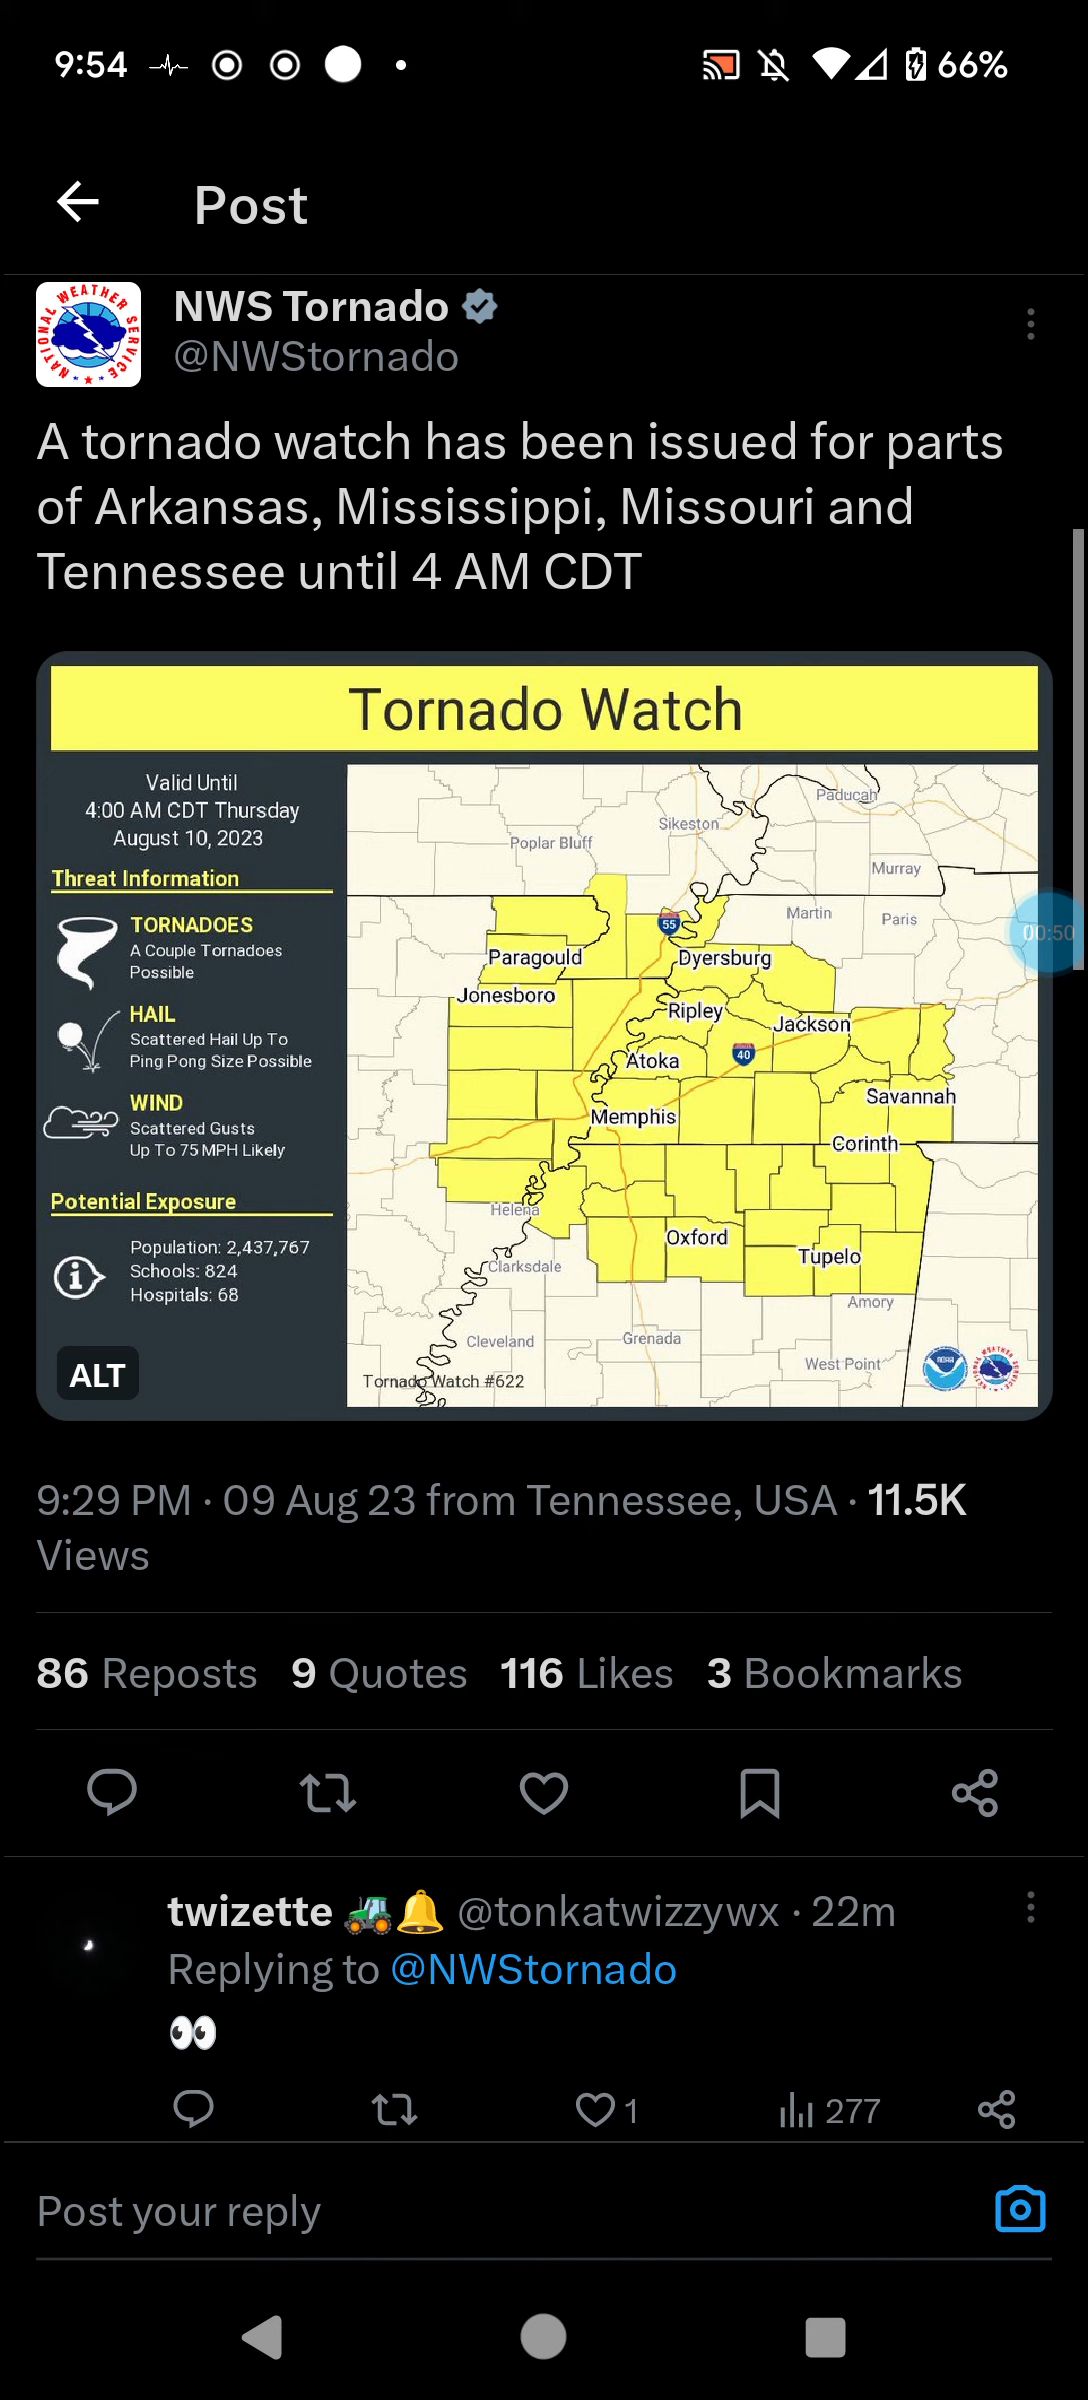 9:54
66%
Post
NATIONAL WEATHER SERVICE
NWS Tornado
@NWStornado
A tornado watch has been issued for parts
of Arkansas, Mississippi, Missouri and
Tennessee until 4 AM CDT
Tornado Watch
Valid Until
4:00 AM CDT Thursday
August 10, 2023
Threat Information
TORNADOES
A Couple Tornadoes
Possible
HAIL
Scattered Hail Up To
Ping Pong Size Possible
WIND
Scattered Gusts
Up To 75 MPH Likely
Potential Exposure
Population: 2,437,767
Schools: 824
Hospitals: 68
ALT
Paducah
Sikeston
Poplar Bluff
Murray
Martin
Paris
55
00:50
Paragould
Dyersburg
Jonesboro
Ripley
Jackson
40
Atoka
Savannah
Memphis
Corinth
Helena
Oxford
Tupelo
Clarksdale
Amory
Cleveland
Grenada
West Point
Tornado Watch #622
9:29 PM · 09 Aug 23 from Tennessee, USA · 11.5K
Views
86 Reposts 9 Quotes 116 Likes 3 Bookmarks
twizette 🚜🔔 @tonkatwizzywx · 22m
Replying to @NWStornado
👀
1
277
Post your reply